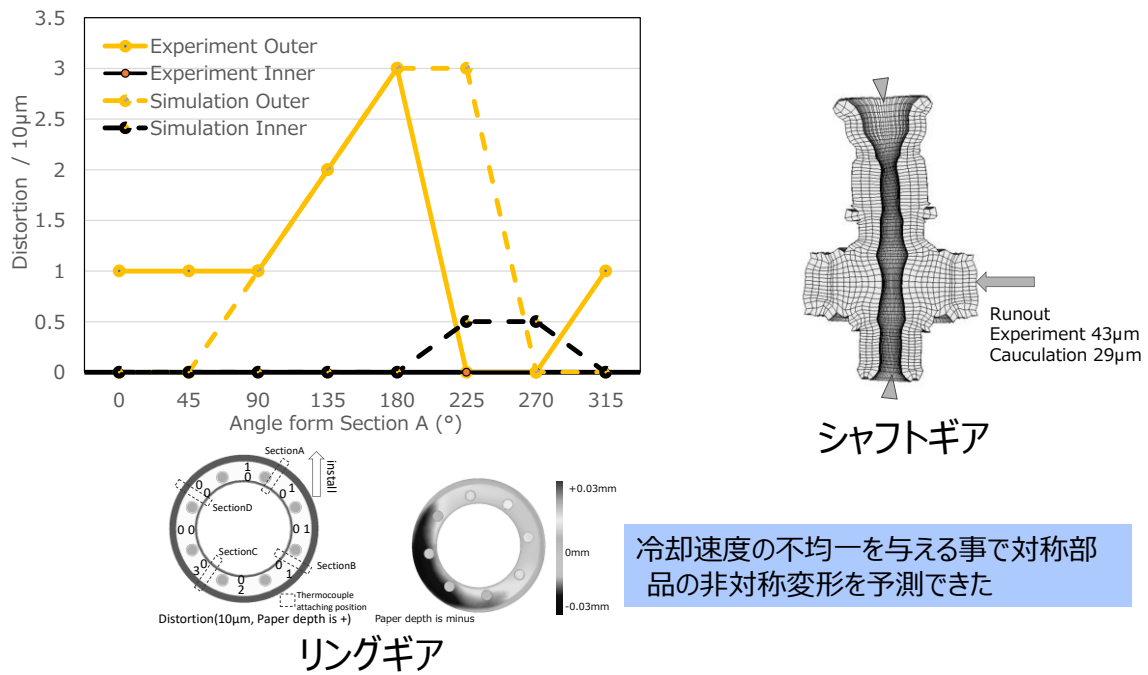 3.5
3
2.5
2
1.5
1
0.5
0
Distortion / 10μm
Experiment Outer
Experiment Inner
Simulation Outer
Simulation Inner
0 45 90 135 180 225 270 315
Angle form Section A (°)
Runout
Experiment 43μm
Cauculation 29μm
シャフトギア
SectionA
install
1
0
0 1
0 1
0 1
0
2
0
3
0 0
0 0
SectionD
SectionC
SectionB
Thermocouple
attaching position
Distortion(10μm, Paper depth is +)
+0.03mm
0mm
-0.03mm
Paper depth is minus
リングギア
冷却速度の不均一を与える事で対称部
品の非対称変形を予測できた